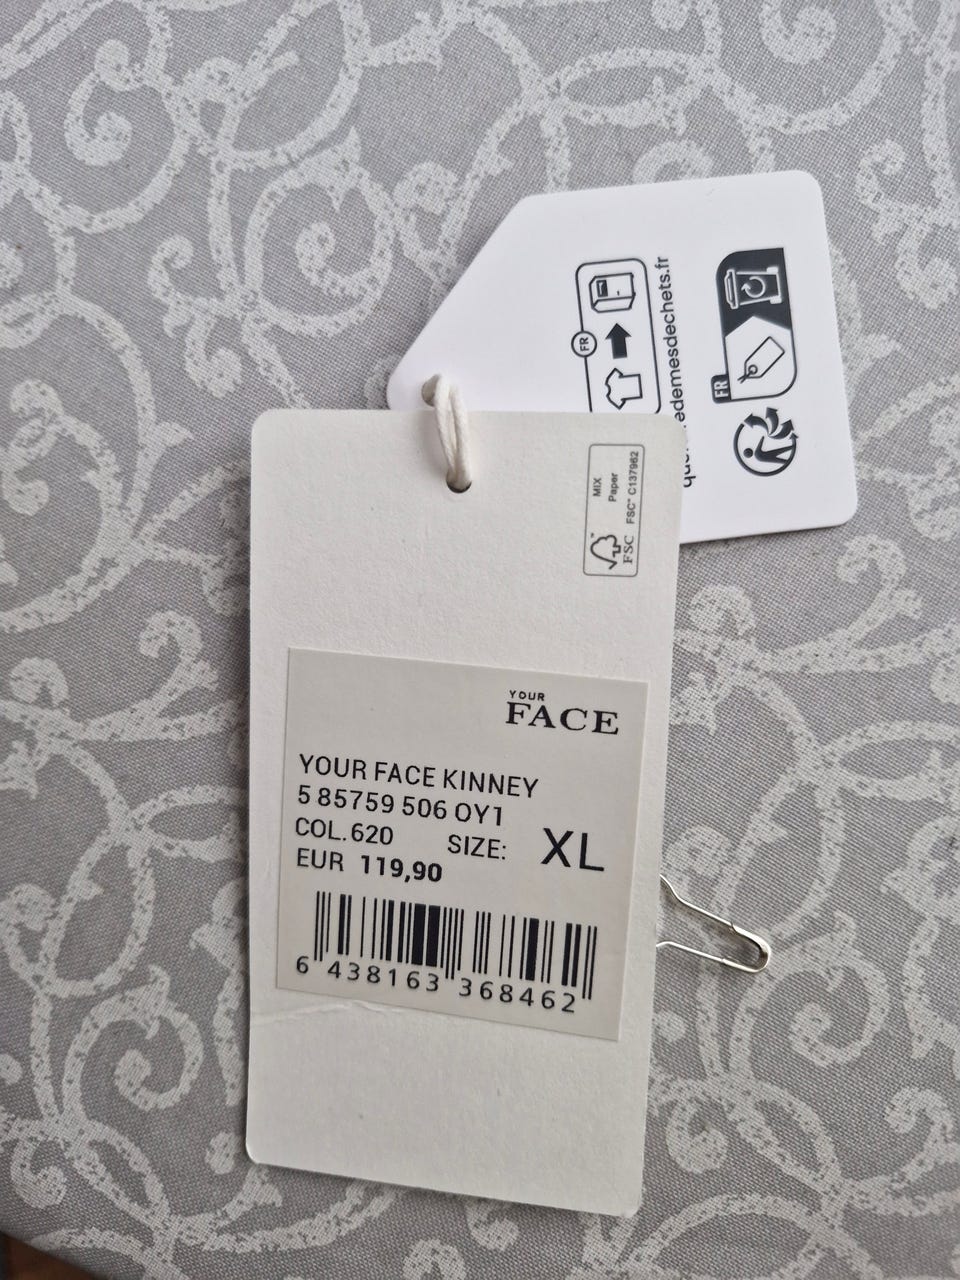 FR
quefairedemesdechets.fr
FR
MIX
Paper
FSC™ C137962
FSC
YOUR
FACE
YOUR FACE KINNEY
5 85759 506 OY1
COL.620 SIZE: XL
EUR 119,90
6 438163 368462